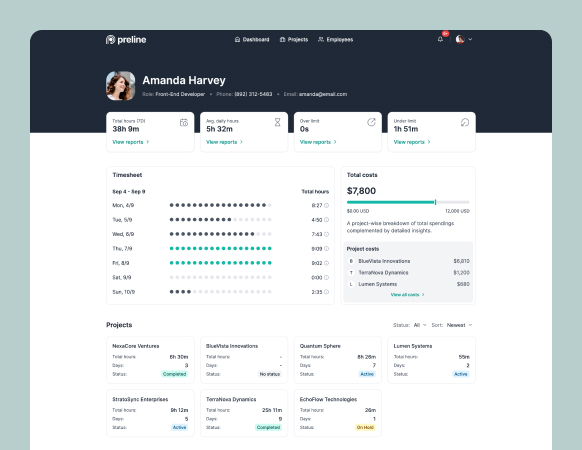 preline
Dashboard Projects Employees
Amanda Harvey
Role: Front-End Developer • Phone: (892) 312-5483 • Email: amanda@email.com
Total hours (7D) Avg. daily hours Over limit Under limit
38h 9m 5h 32m 0s 1h 51m
View reports > View reports > View reports > View reports >
Timesheet
Sep 4 - Sep 9 Total hours
Mon, 4/9 8:27
Tue, 5/9 4:50
Wed, 6/9 7:43
Thu, 7/9 9:09
Fri, 8/9 9:02
Sat, 9/9 0:00
Sun, 10/9 2:35
Total costs
$7,800
$0.00 USD 12,000 USD
A project-wise breakdown of total spendings
complemented by detailed insights.
Project costs
B BlueVista Innovations $6,810
T TerraNova Dynamics $1,200
L Lumen Systems $680
View all costs >
Projects Status: All Sort: Newest
NexaCore Ventures BlueVista Innovations Quantum Sphere Lumen Systems
Total hours: 8h 30m Total hours: - Total hours: 8h 26m Total hours: 55m
Days: 3 Days: - Days: 7 Days: 2
Status: Completed Status: No status Status: Active Status: Active
StratoSync Enterprises TerraNova Dynamics EchoFlow Technologies
Total hours: 9h 12m Total hours: 25h 11m Total hours: 26m
Days: 5 Days: 9 Days: 1
Status: Active Status: Completed Status: On Hold